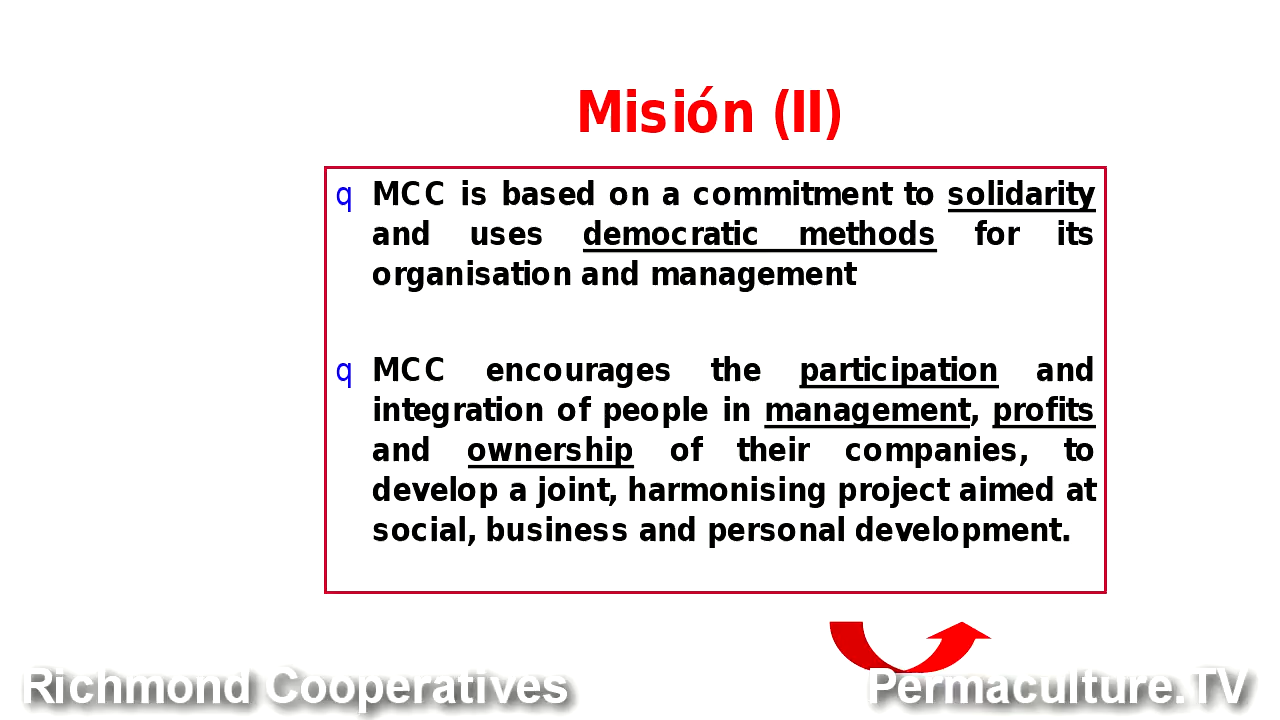 Misión (II)
q MCC is based on a commitment to solidarity
and uses democratic methods for its
organisation and management
q MCC encourages the participation and
integration of people in management, profits
and ownership of their companies, to
develop a joint, harmonising project aimed at
social, business and personal development.
Richmond Cooperatives
Permaculture.TV